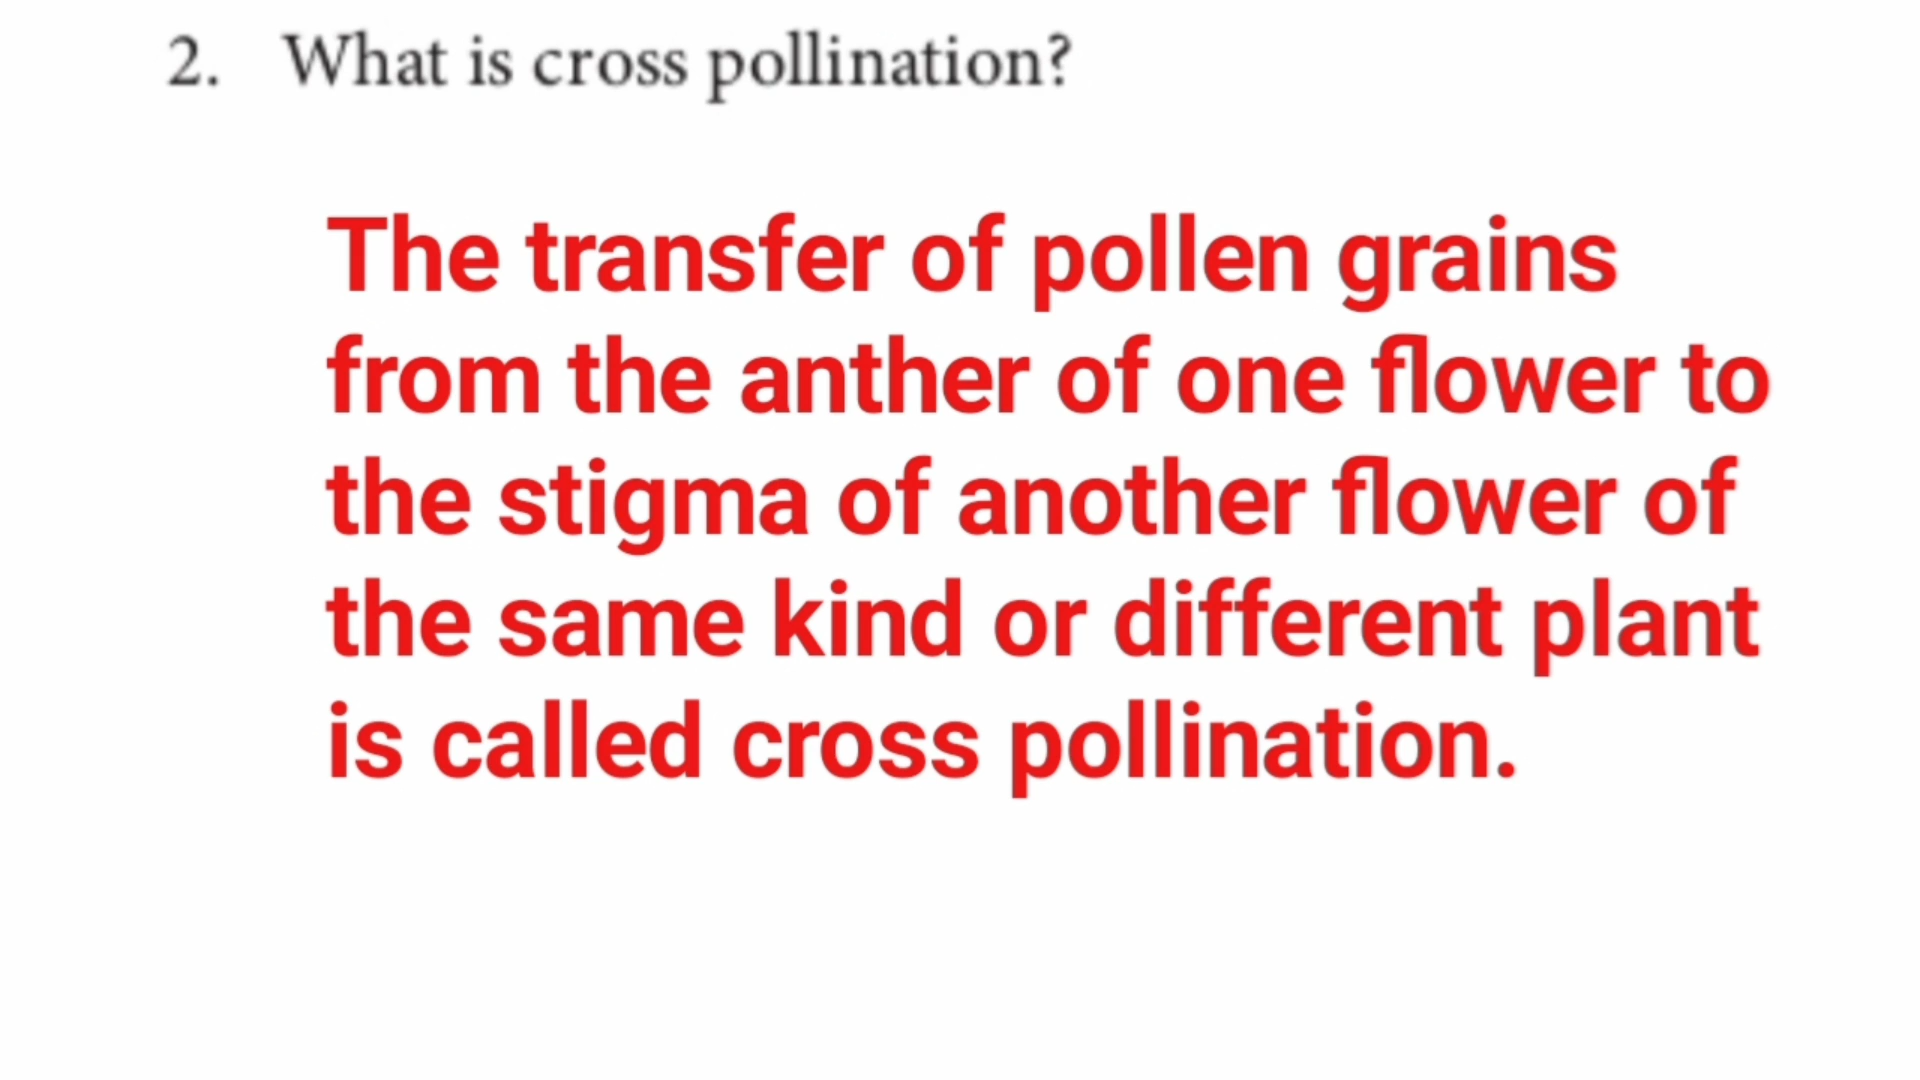 2. What is cross pollination?
The transfer of pollen grains
from the anther of one flower to
the stigma of another flower of
the same kind or different plant
is called cross pollination.